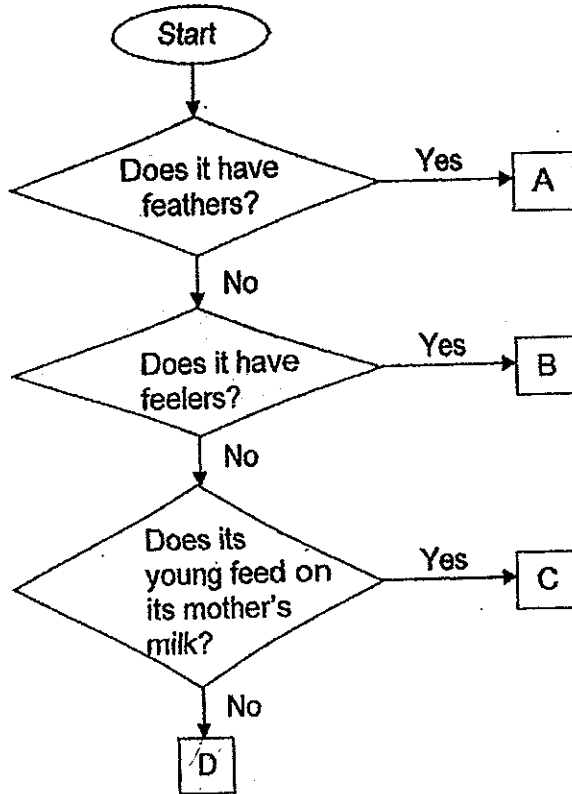 Start
Does it have
feathers?
Yes
A
No
Does it have
feelers?
Yes
B
No
Does its
young feed on
its mother's
milk?
Yes
C
No
D